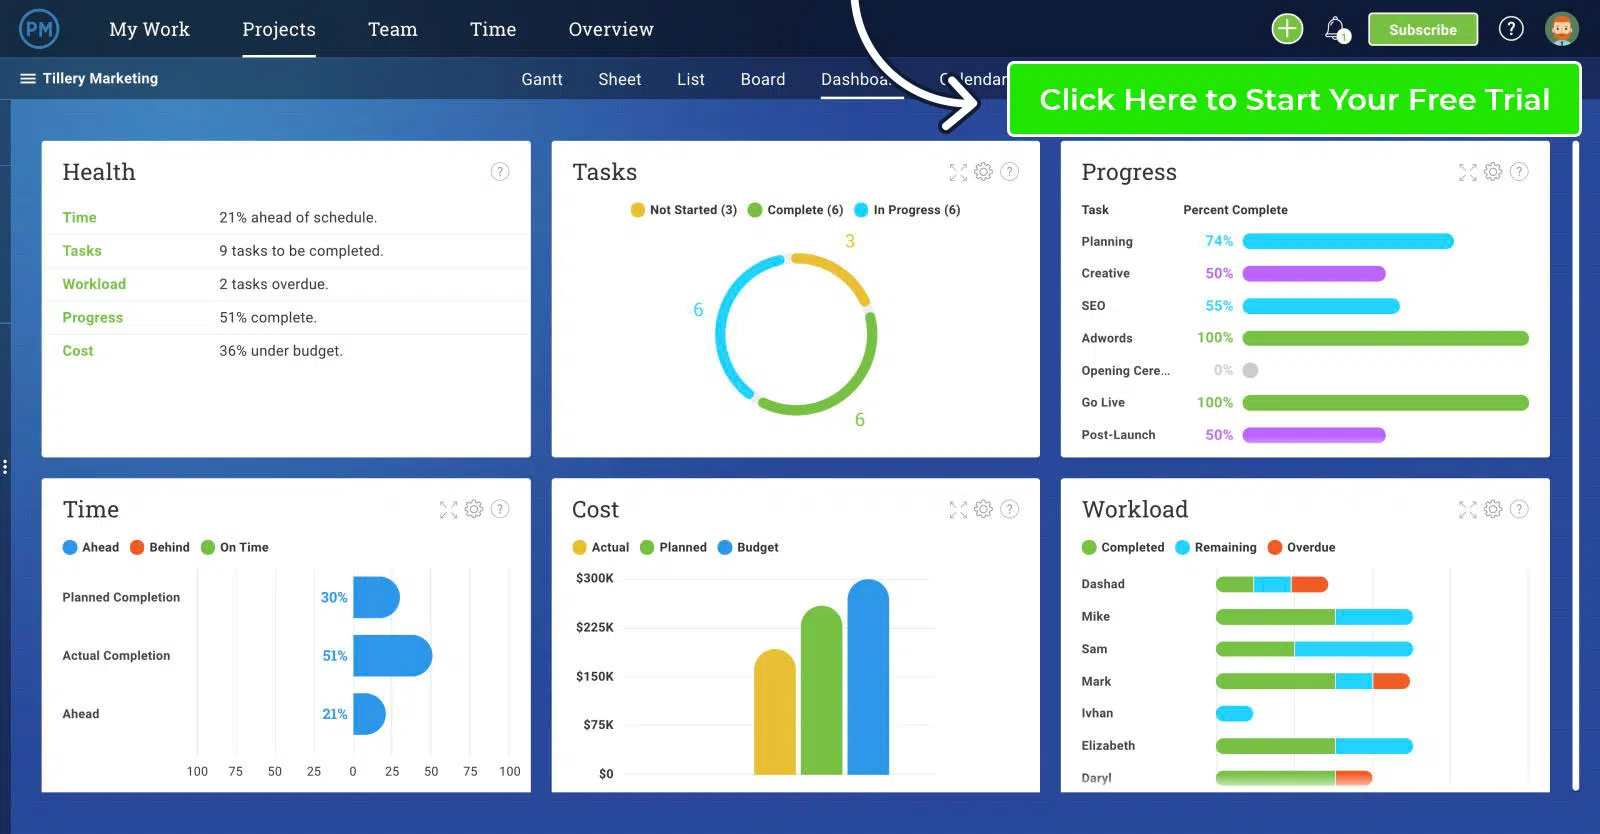 PM
My Work
Projects
Team
Time
Overview
1
Subscribe
?
Tillery Marketing
Gantt
Sheet
List
Board
Dashboa
Calendar
Click Here to Start Your Free Trial
Health
?
Time 21% ahead of schedule.
Tasks 9 tasks to be completed.
Workload 2 tasks overdue.
Progress 51% complete.
Cost 36% under budget.
Tasks
?
Not Started (3) Complete (6) In Progress (6)
3
6
6
Progress
?
Task Percent Complete
Planning 74%
Creative 50%
SEO 55%
Adwords 100%
Opening Cere... 0%
Go Live 100%
Post-Launch 50%
Time
?
Ahead Behind On Time
Planned Completion 30%
Actual Completion 51%
Ahead 21%
100 75 50 25 0 25 50 75 100
Cost
?
Actual Planned Budget
$300K
$225K
$150K
$75K
$0
Workload
?
Completed Remaining Overdue
Dashad
Mike
Sam
Mark
Ivhan
Elizabeth
Daryl